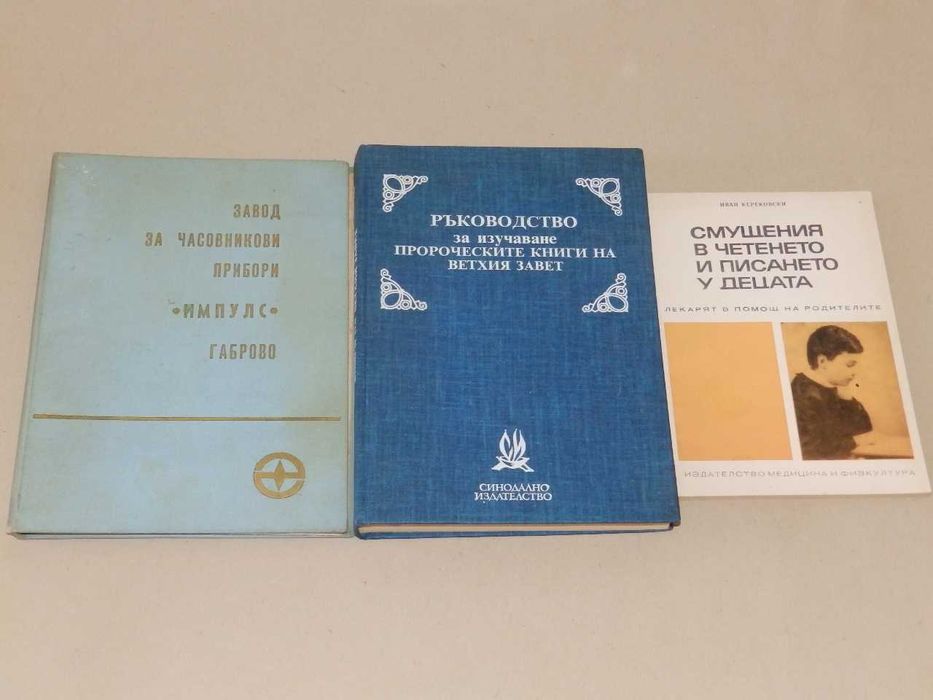 ЗАВОД
ЗА ЧАСОВНИКОВИ
ПРИБОРИ
«ИМПУЛС»
ГАБРОВО
РЪКОВОДСТВО
за изучаване
ПРОРОЧЕСКИТЕ КНИГИ НА
ВЕТХИЯ ЗАВЕТ
СИ
СИНОДАЛНО
ИЗДАТЕЛСТВО
ИВАН КЕРЕКОВСКИ
СМУЩЕНИЯ
В ЧЕТЕНЕТО
И ПИСАНЕТО
У ДЕЦАТА
ЛЕКАРЯТ В ПОМОЩ НА РОДИТЕЛИТЕ
ИЗДАТЕЛСТВО МЕДИЦИНА И ФИЗКУЛТУРА